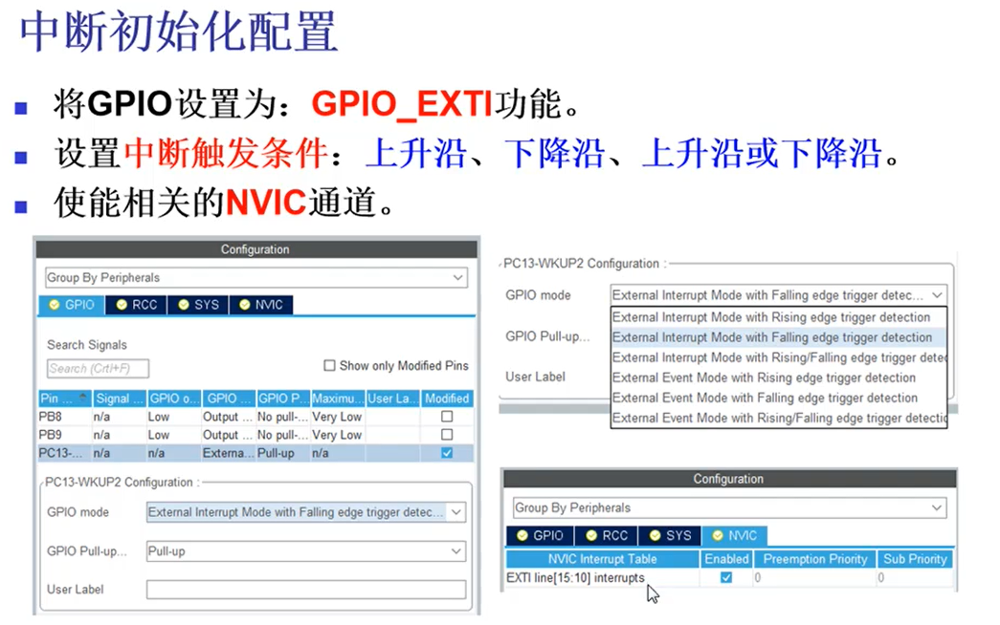 中断初始化配置
将GPIO设置为：GPIO_EXTI功能。
设置中断触发条件：上升沿、下降沿、上升沿或下降沿。
使能相关的NVIC通道。
Configuration
Group By Peripherals
GPIO RCC SYS NVIC
Search Signals
Search (CrtI+F)
Show only Modified Pins
Pin ... Signal ... GPIO o... GPIO ... GPIO P... Maximu... User La... Modified
PB8 n/a Low Output ... No pull-... Very Low
PB9 n/a Low Output ... No pull-... Very Low
PC13-... n/a n/a Externa... Pull-up n/a
PC13-WKUP2 Configuration :
GPIO mode External Interrupt Mode with Falling edge trigger detec...
GPIO Pull-up... Pull-up
User Label
PC13-WKUP2 Configuration :
GPIO mode External Interrupt Mode with Falling edge trigger detec...
External Interrupt Mode with Rising edge trigger detection
GPIO Pull-up... External Interrupt Mode with Falling edge trigger detection
External Interrupt Mode with Rising/Falling edge trigger detec
User Label External Event Mode with Rising edge trigger detection
External Event Mode with Falling edge trigger detection
External Event Mode with Rising/Falling edge trigger detectio
Configuration
Group By Peripherals
GPIO RCC SYS NVIC
NVIC Interrupt Table Enabled Preemption Priority Sub Priority
EXTI line[15:10] interrupts 0 0